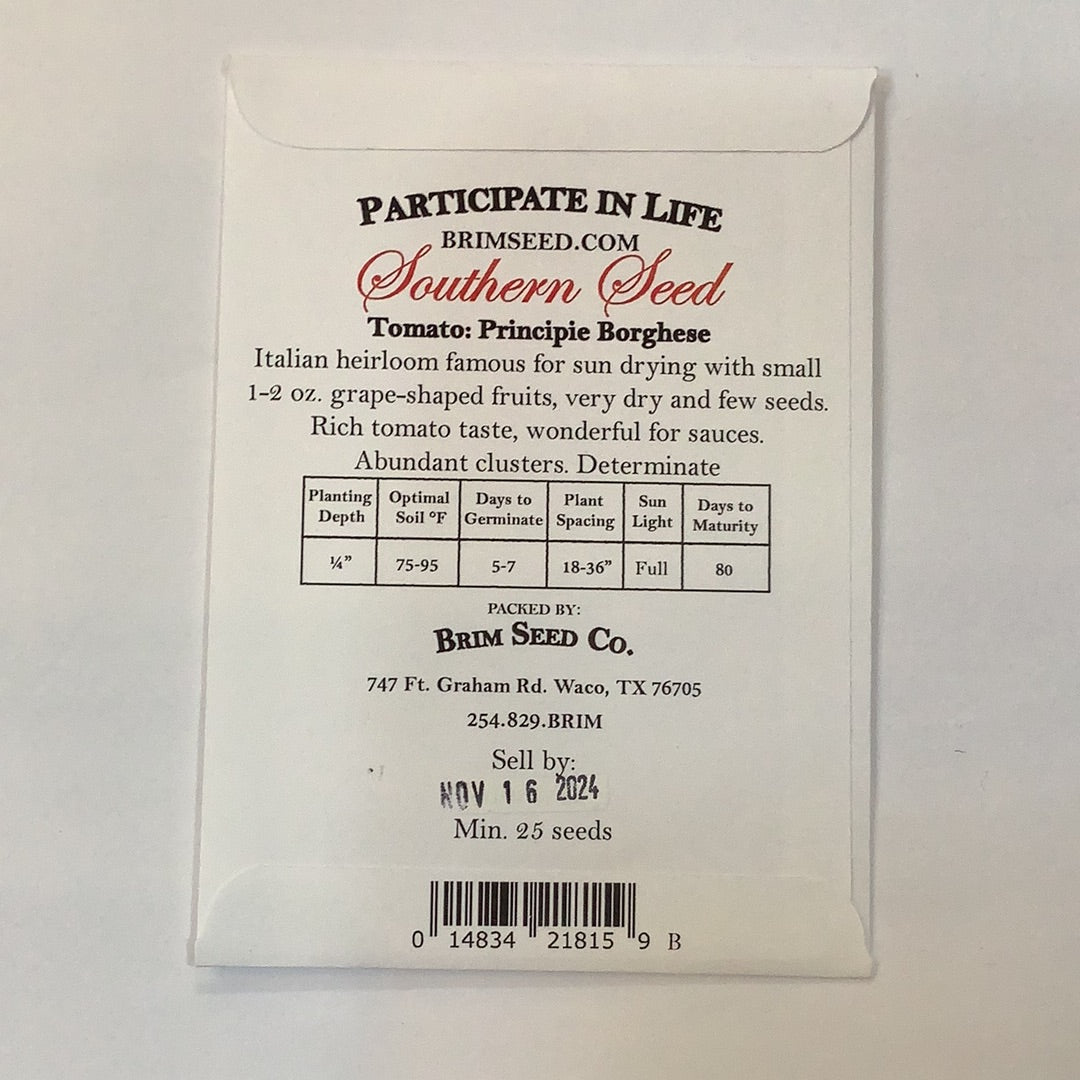 PARTICIPATE IN LIFE
BRIMSEED.COM
Southern Seed
Tomato: Principie Borghese
Italian heirloom famous for sun drying with small
1-2 oz. grape-shaped fruits, very dry and few seeds.
Rich tomato taste, wonderful for sauces.
Abundant clusters. Determinate
Planting Depth Optimal Soil °F Days to Germinate Plant Spacing Sun Light Days to Maturity
¼” 75-95 5-7 18-36” Full 80
PACKED BY:
BRIM SEED CO.
747 Ft. Graham Rd. Waco, TX 76705
254.829.BRIM
Sell by:
NOV 16 2024
Min. 25 seeds
0 14834 21815 9 B